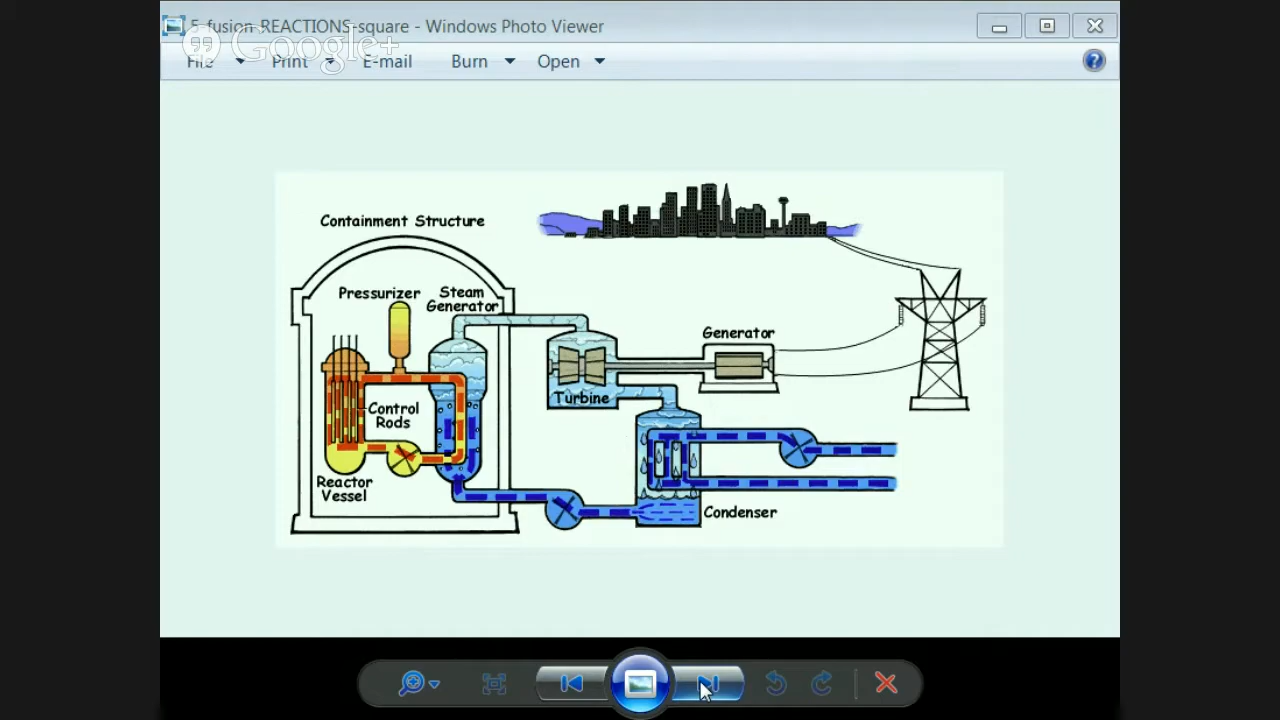 5-fusion-REACTIONS-square - Windows Photo Viewer
Google+
File Print E-mail Burn Open
Containment Structure
Pressurizer
Steam
Generator
Generator
Turbine
Control
Rods
Reactor
Vessel
Condenser